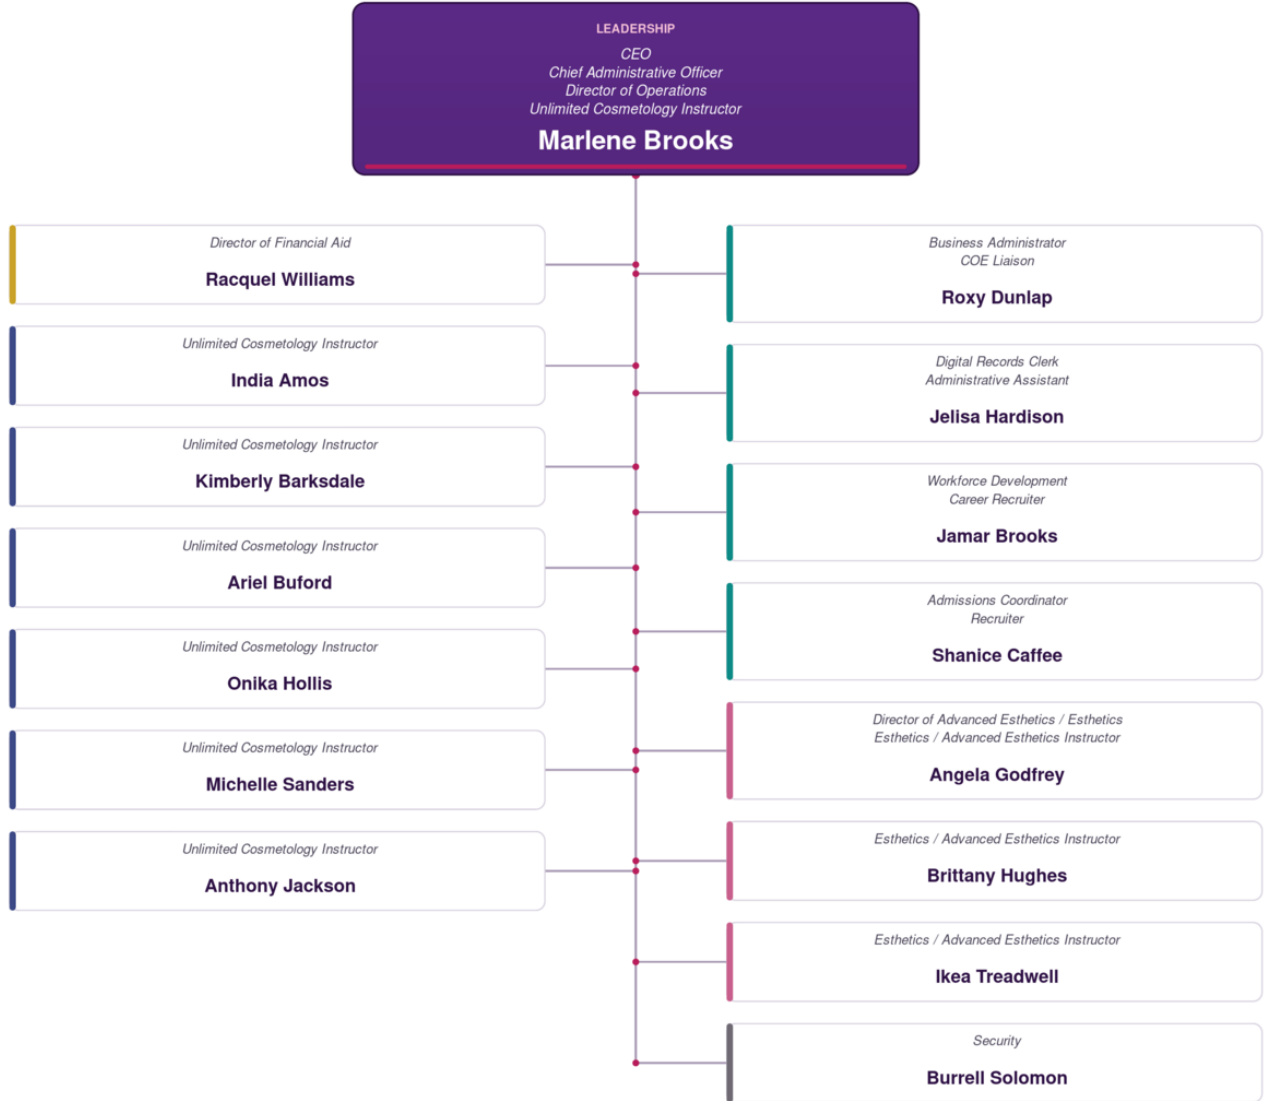 LEADERSHIP
CEO
Chief Administrative Officer
Director of Operations
Unlimited Cosmetology Instructor
Marlene Brooks
Director of Financial Aid
Racquel Williams
Unlimited Cosmetology Instructor
India Amos
Unlimited Cosmetology Instructor
Kimberly Barksdale
Unlimited Cosmetology Instructor
Ariel Buford
Unlimited Cosmetology Instructor
Onika Hollis
Unlimited Cosmetology Instructor
Michelle Sanders
Unlimited Cosmetology Instructor
Anthony Jackson
Business Administrator
COE Liaison
Roxy Dunlap
Digital Records Clerk
Administrative Assistant
Jelisa Hardison
Workforce Development
Career Recruiter
Jamar Brooks
Admissions Coordinator
Recruiter
Shanice Caffee
Director of Advanced Esthetics / Esthetics
Esthetics / Advanced Esthetics Instructor
Angela Godfrey
Esthetics / Advanced Esthetics Instructor
Brittany Hughes
Esthetics / Advanced Esthetics Instructor
Ikea Treadwell
Security
Burrell Solomon